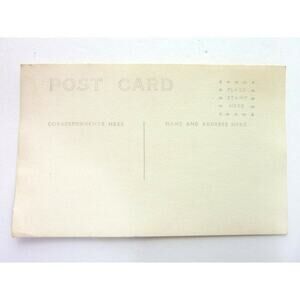 POST CARD
PLACE
STAMP
HERE
CORRESPONDENCE HERE
NAME AND ADDRESS HERE